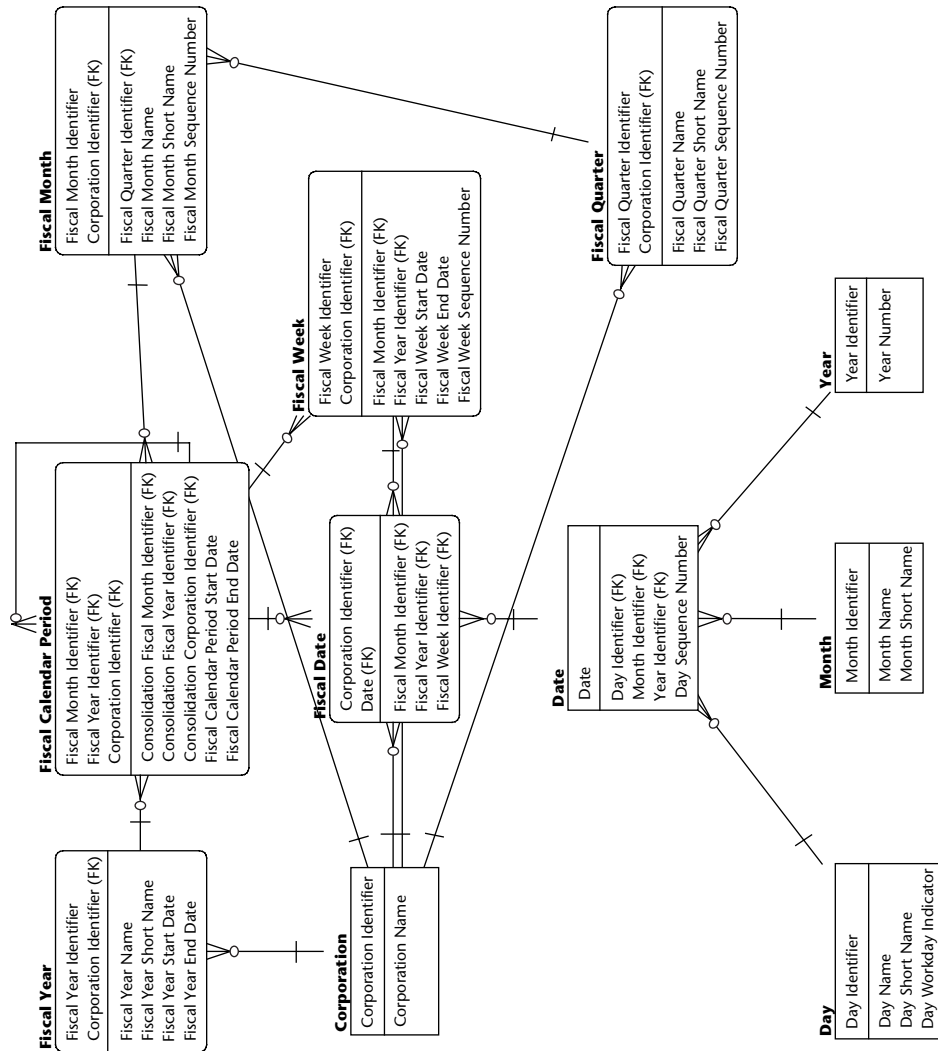 Fiscal Year
Fiscal Year Identifier
Corporation Identifier (FK)
Fiscal Year Name
Fiscal Year Short Name
Fiscal Year Start Date
Fiscal Year End Date
Fiscal Calendar Period
Fiscal Month Identifier (FK)
Fiscal Year Identifier (FK)
Corporation Identifier (FK)
Consolidation Fiscal Month Identifier (FK)
Consolidation Fiscal Year Identifier (FK)
Consolidation Corporation Identifier (FK)
Fiscal Calendar Period Start Date
Fiscal Calendar Period End Date
Fiscal Month
Fiscal Month Identifier
Corporation Identifier (FK)
Fiscal Quarter Identifier (FK)
Fiscal Month Name
Fiscal Month Short Name
Fiscal Month Sequence Number
Corporation
Corporation Identifier
Corporation Name
Fiscal Date
Corporation Identifier (FK)
Date (FK)
Fiscal Month Identifier (FK)
Fiscal Year Identifier (FK)
Fiscal Week Identifier (FK)
Fiscal Week
Fiscal Week Identifier
Corporation Identifier (FK)
Fiscal Month Identifier (FK)
Fiscal Year Identifier (FK)
Fiscal Week Start Date
Fiscal Week End Date
Fiscal Week Sequence Number
Date
Date
Day Identifier (FK)
Month Identifier (FK)
Year Identifier (FK)
Day Sequence Number
Fiscal Quarter
Fiscal Quarter Identifier
Corporation Identifier (FK)
Fiscal Quarter Name
Fiscal Quarter Short Name
Fiscal Quarter Sequence Number
Day
Day Identifier
Day Name
Day Short Name
Day Workday Indicator
Month
Month Identifier
Month Name
Month Short Name
Year
Year Identifier
Year Number